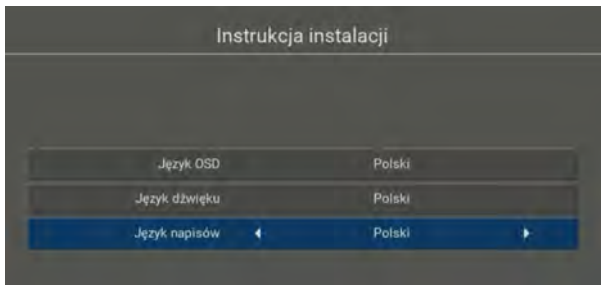 Instrukcja instalacji
Język OSD Polski
Język dźwięku Polski
Język napisów Polski